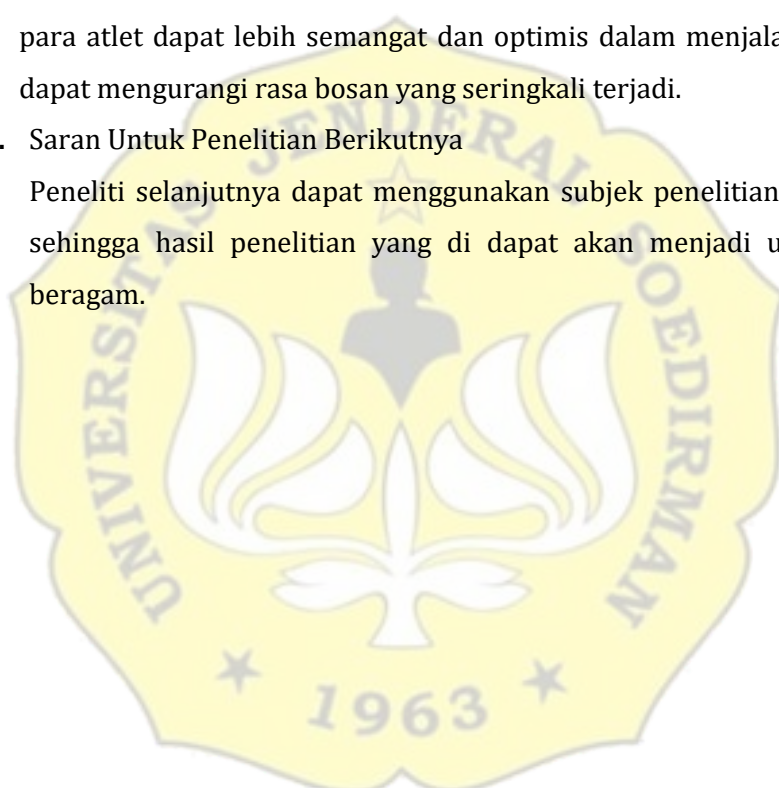 para atlet dapat lebih semangat dan optimis dalam
dapat mengurangi rasa bosan yang seringkali terjadi.
Saran Untuk Penelitian Berikutnya
Peneliti selanjutnya dapat menggunakan subjek penelitian
sehingga hasil penelitian yang di dapat akan menjadi
beragam.
UNIVERSITAS JENDERAL SOEDIRMAN
1963